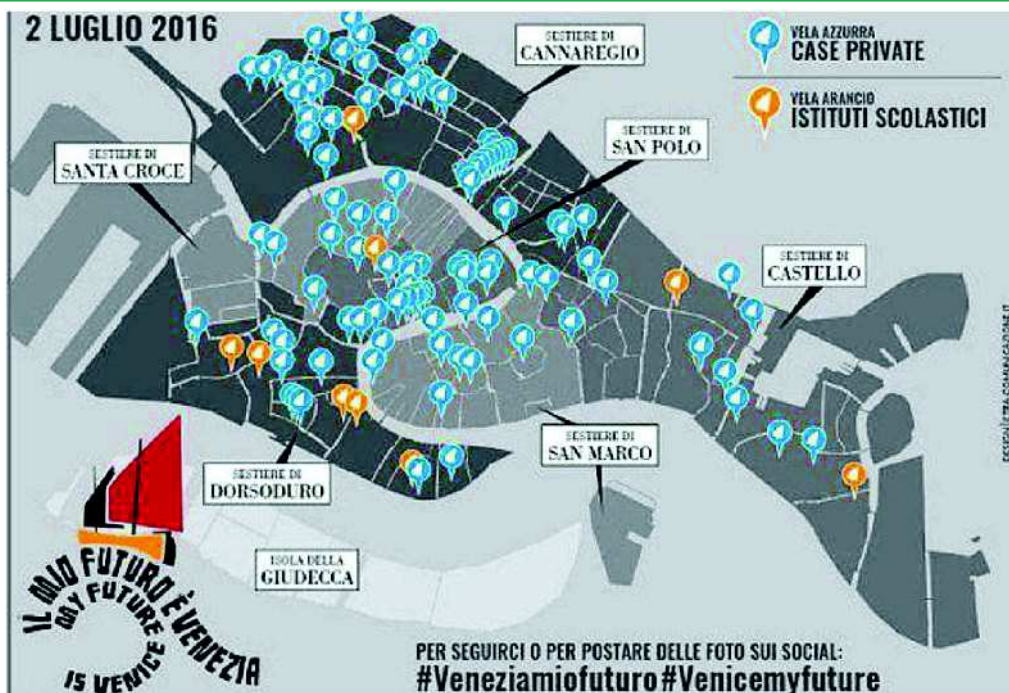 2 LUGLIO 2016
SESTIERE DI
CANNAREGIO
VELA AZZURRA
CASE PRIVATE
VELA ARANCIO
ISTITUTI SCOLASTICI
SESTIERE DI
SANTA CROCE
SESTIERE DI
SAN POLO
SESTIERE DI
CASTELLO
SESTIERE DI
SAN MARCO
SESTIERE DI
DORSODURO
ISOLA DELLA
GIUDECCA
IL MIO FUTURO È VENEZIA
MY FUTURE
IS VENICE
PER SEGUIRCI O PER POSTARE DELLE FOTO SUI SOCIAL:
#Veneziamiofuturo #Venicemyfuture